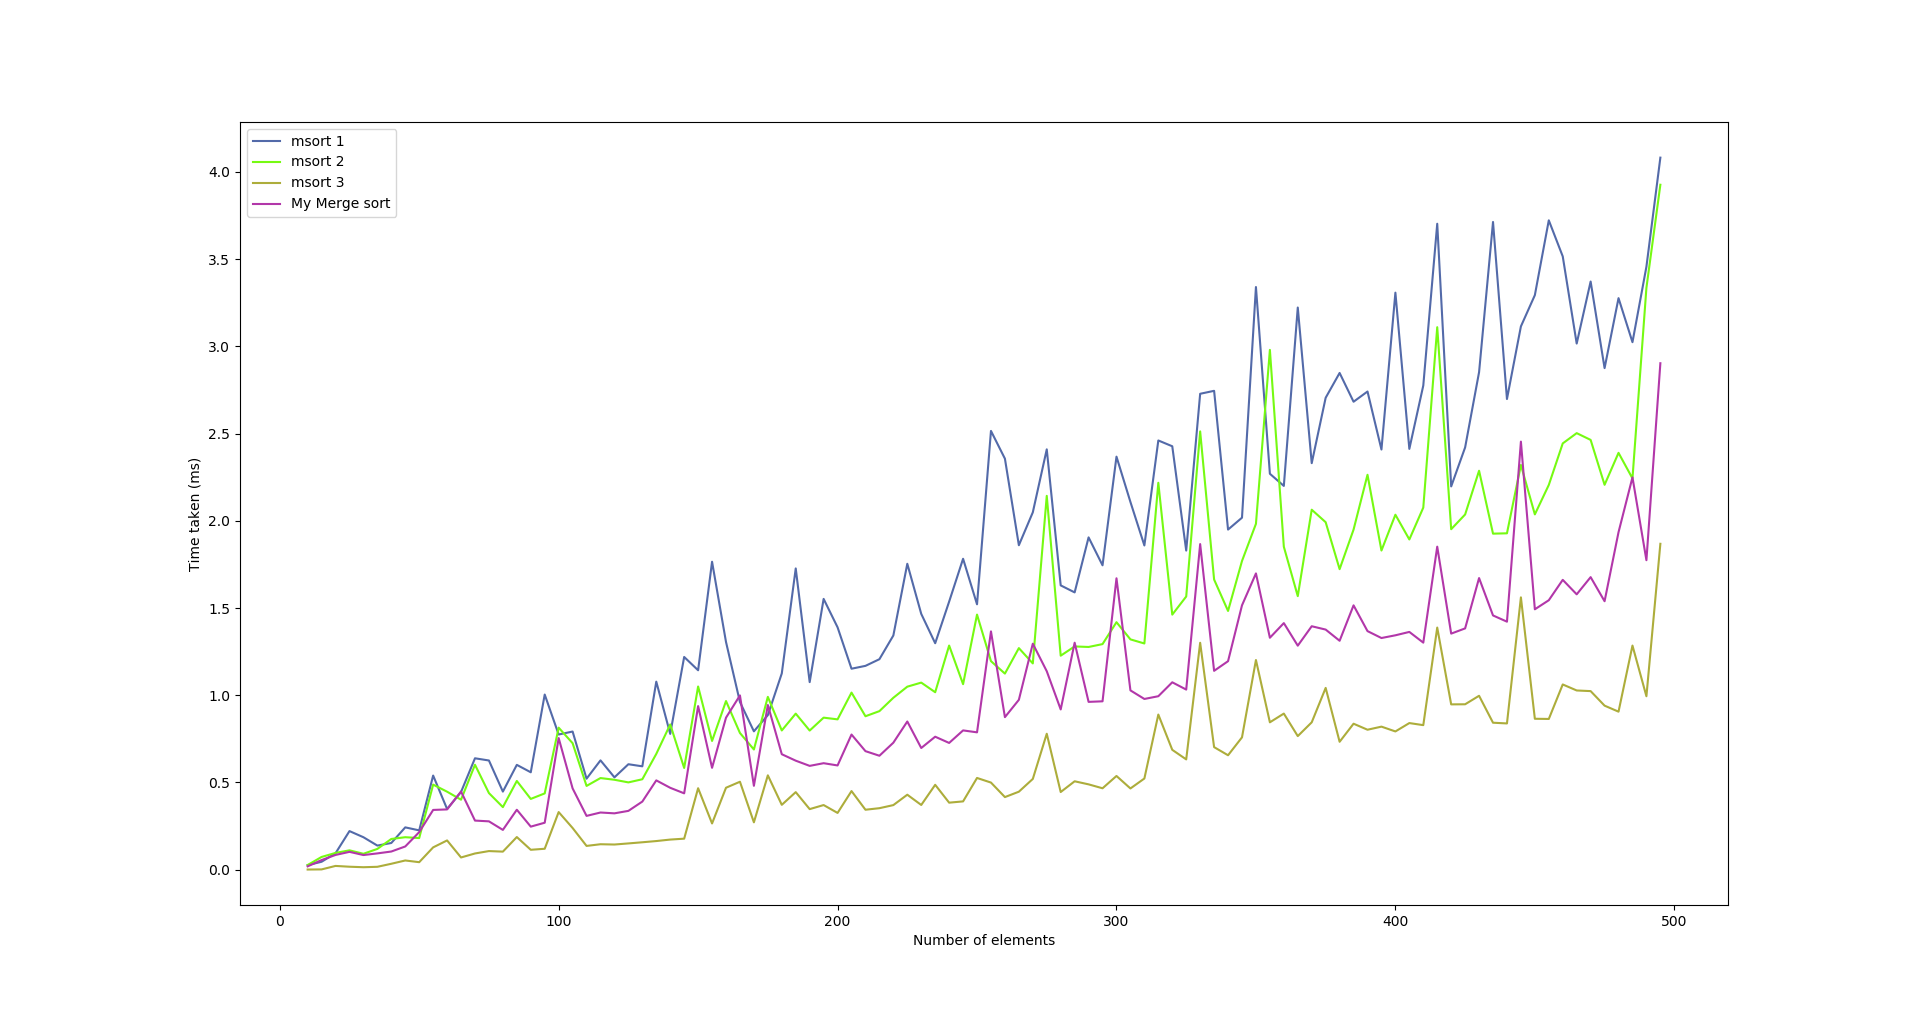 msort 1
msort 2
msort 3
My Merge sort
4.0
3.5
3.0
2.5
2.0
1.5
1.0
0.5
0.0
Time taken (ms)
0 100 200 300 400 500
Number of elements